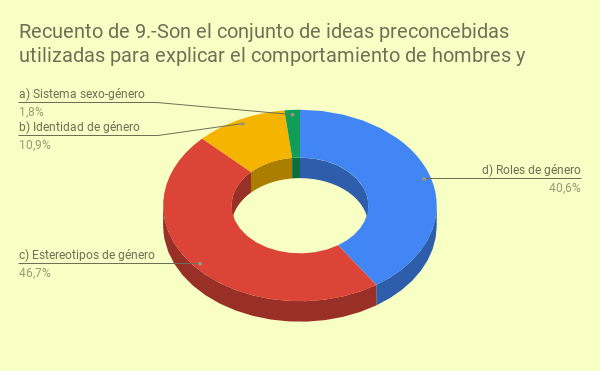 Recuento de 9.-Son el conjunto de ideas preconcebidas
utilizadas para explicar el comportamiento de hombres y
a) Sistema sexo-género
1,8%
b) Identidad de género
10,9%
d) Roles de género
40,6%
c) Estereotipos de género
46,7%